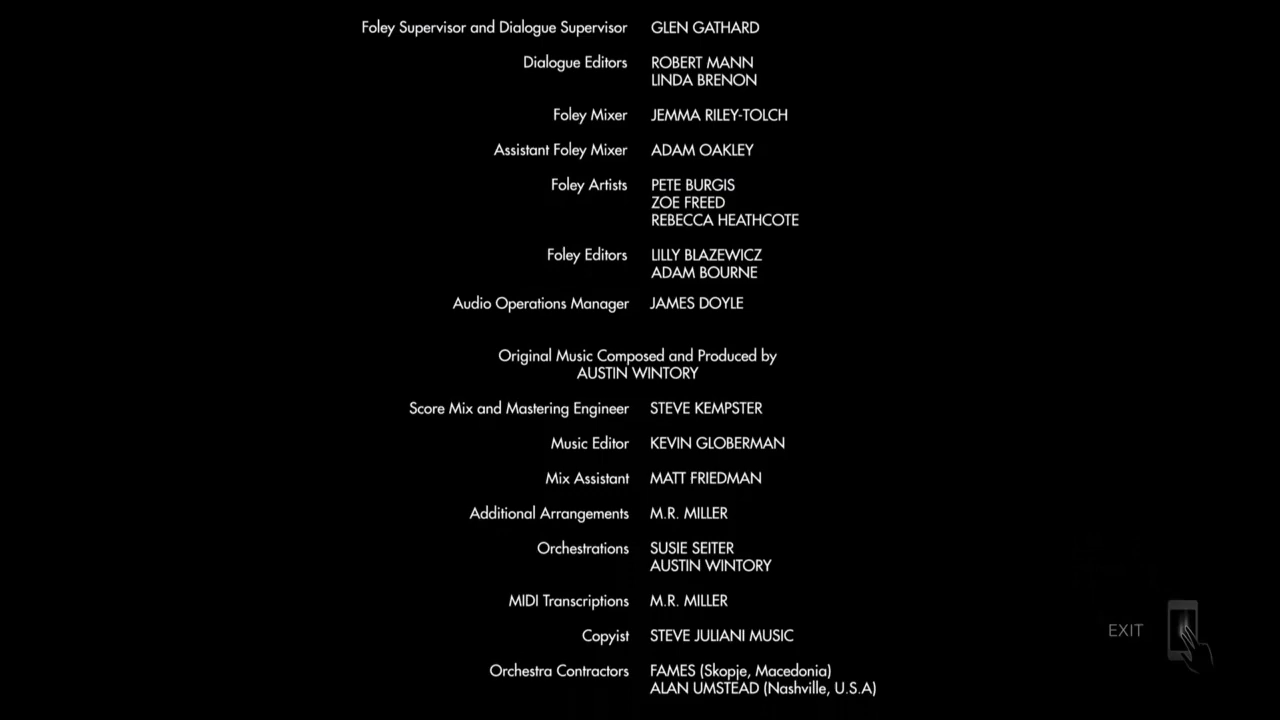 Foley Supervisor and Dialogue Supervisor GLEN GATHARD
Dialogue Editors ROBERT MANN
LINDA BRENON
Foley Mixer JEMMA RILEY-TOLCH
Assistant Foley Mixer ADAM OAKLEY
Foley Artists PETE BURGIS
ZOE FREED
REBECCA HEATHCOTE
Foley Editors LILLY BLAZEWICZ
ADAM BOURNE
Audio Operations Manager JAMES DOYLE
Original Music Composed and Produced by
AUSTIN WINTORY
Score Mix and Mastering Engineer STEVE KEMPSTER
Music Editor KEVIN GLOBERMAN
Mix Assistant MATT FRIEDMAN
Additional Arrangements M.R. MILLER
Orchestrations SUSIE SEITER
AUSTIN WINTORY
MIDI Transcriptions M.R. MILLER
Copyist STEVE JULIANI MUSIC
Orchestra Contractors FAMES (Skopje, Macedonia)
ALAN UMSTEAD (Nashville, U.S.A)
EXIT